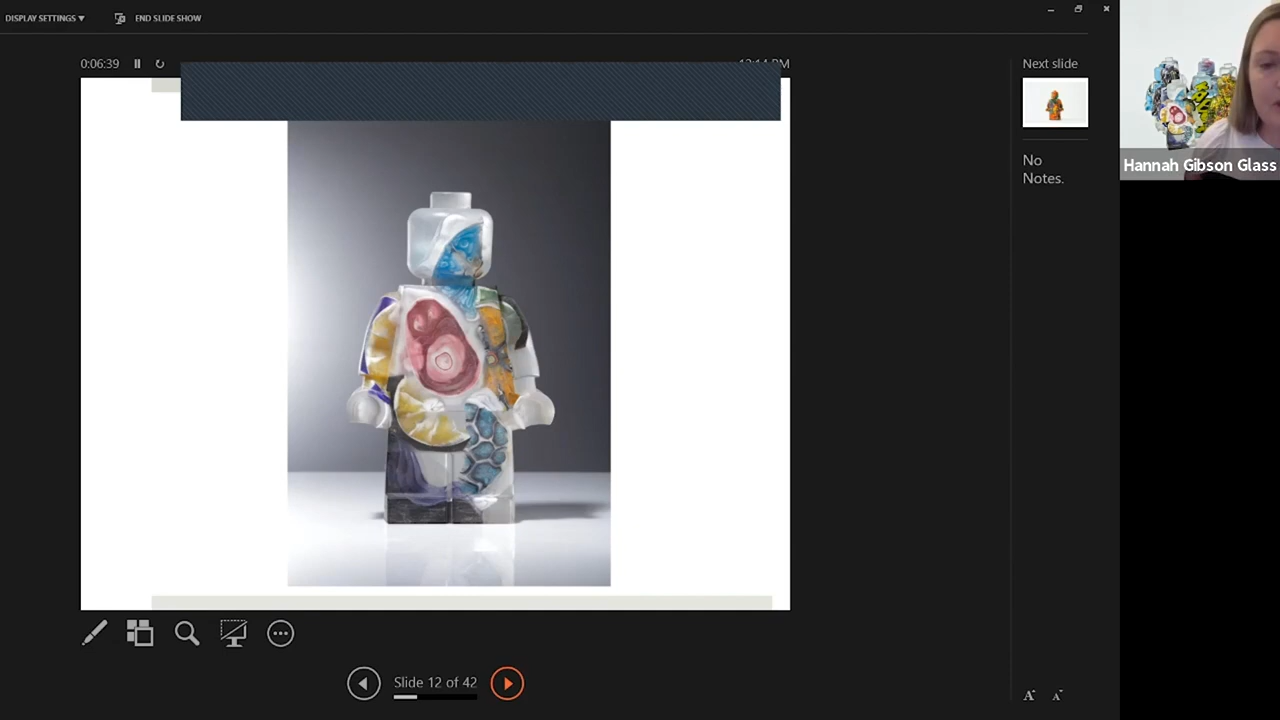 DISPLAY SETTINGS ▾
END SLIDE SHOW
0:06:39
Next slide
No
Notes.
Hannah Gibson Glass
Slide 12 of 42
A
A